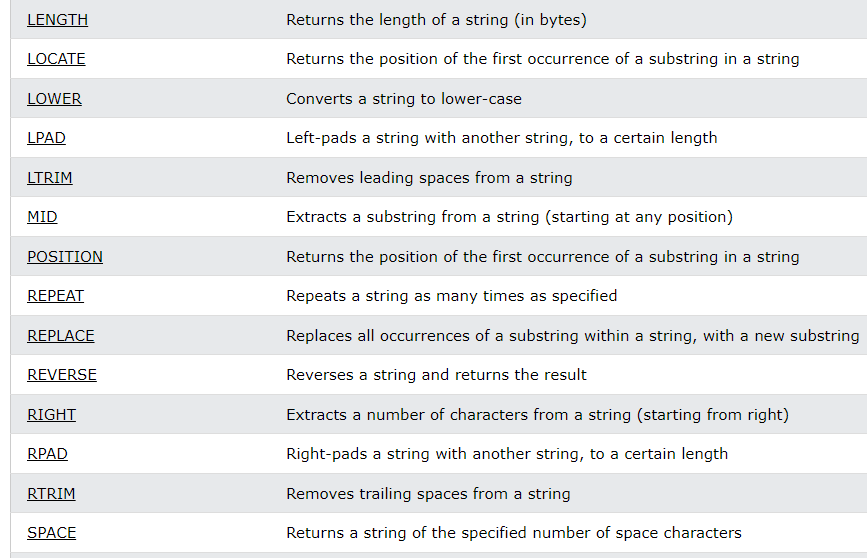 LENGTH Returns the length of a string (in bytes)
LOCATE Returns the position of the first occurrence of a substring in a string
LOWER Converts a string to lower-case
LPAD Left-pads a string with another string, to a certain length
LTRIM Removes leading spaces from a string
MID Extracts a substring from a string (starting at any position)
POSITION Returns the position of the first occurrence of a substring in a string
REPEAT Repeats a string as many times as specified
REPLACE Replaces all occurrences of a substring within a string, with a new substring
REVERSE Reverses a string and returns the result
RIGHT Extracts a number of characters from a string (starting from right)
RPAD Right-pads a string with another string, to a certain length
RTRIM Removes trailing spaces from a string
SPACE Returns a string of the specified number of space characters